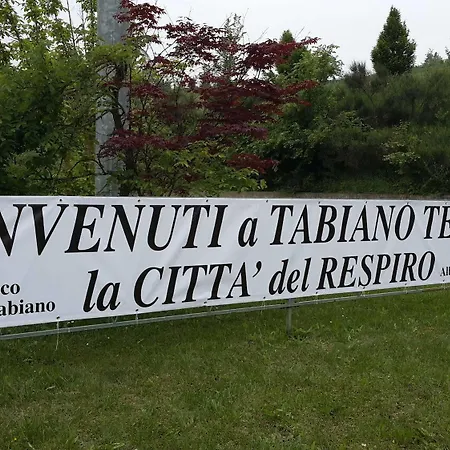 NVENUTI a TABIANO TE
la CITTA' del RESPIRO
co
abiano